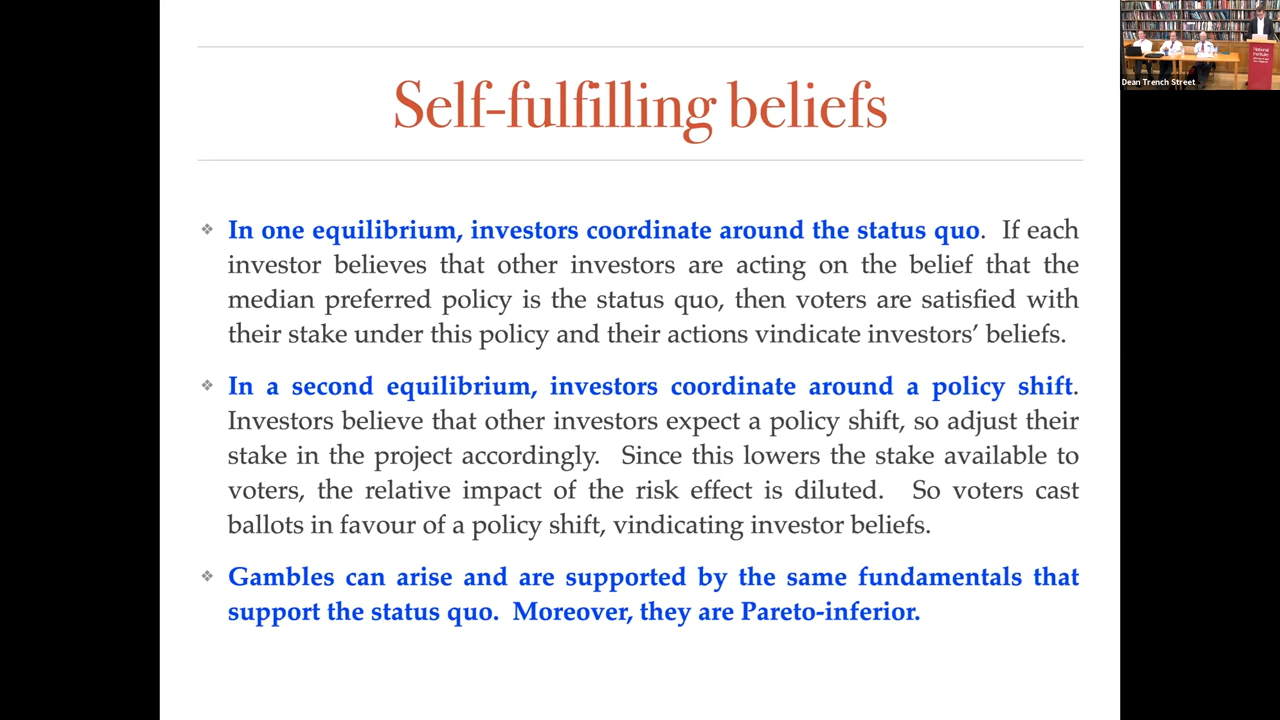 Self-fulfilling beliefs
❖ In one equilibrium, investors coordinate around the status quo. If each
investor believes that other investors are acting on the belief that the
median preferred policy is the status quo, then voters are satisfied with
their stake under this policy and their actions vindicate investors’ beliefs.
❖ In a second equilibrium, investors coordinate around a policy shift.
Investors believe that other investors expect a policy shift, so adjust their
stake in the project accordingly. Since this lowers the stake available to
voters, the relative impact of the risk effect is diluted. So voters cast
ballots in favour of a policy shift, vindicating investor beliefs.
❖ Gambles can arise and are supported by the same fundamentals that
support the status quo. Moreover, they are Pareto-inferior.
National
Institute
Dean Trench Street